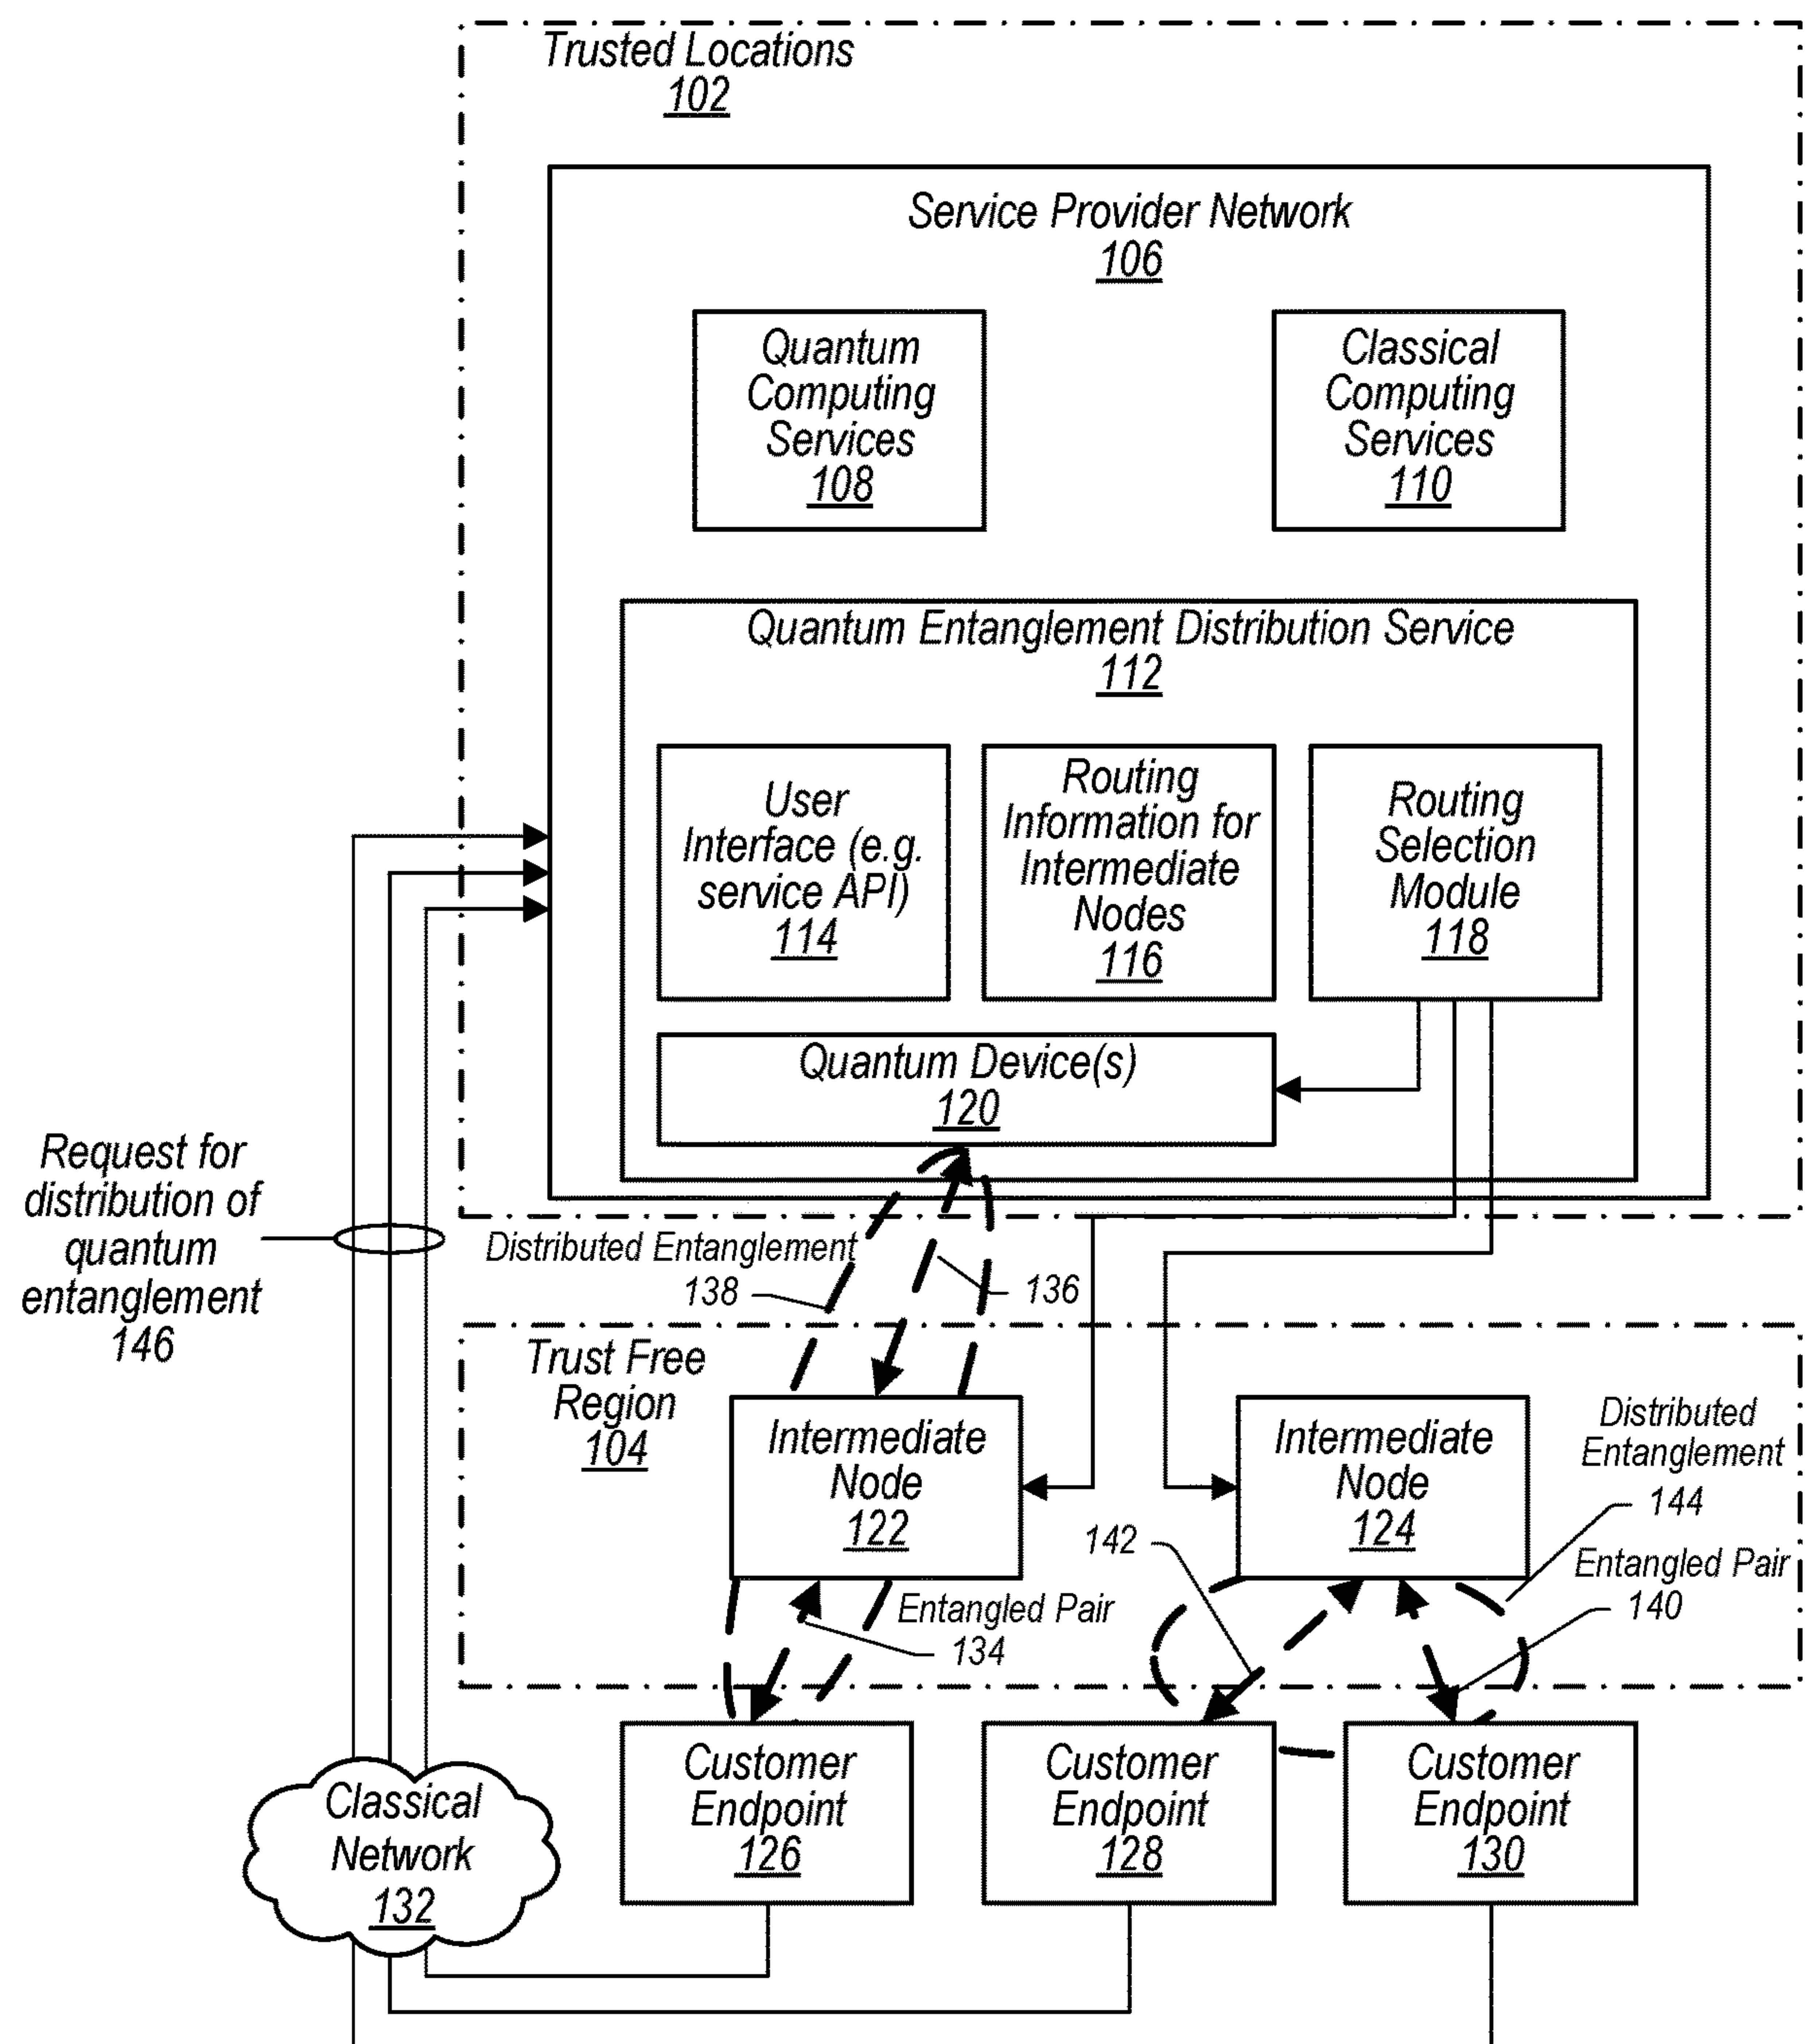 Trusted Locations
102
Service Provider Network
106
Quantum
Computing
Services
108
Classical
Computing
Services
110
Quantum Entanglement Distribution Service
112
User
Interface (e.g.
service API)
114
Routing
Information for
Intermediate
Nodes
116
Routing
Selection
Module
118
Quantum Device(s)
120
Request for
distribution of
quantum
entanglement
146
Distributed Entanglement
138
136
Trust Free
Region
104
Intermediate
Node
122
Intermediate
Node
124
Distributed
Entanglement
144
142
Entangled Pair
134
Entangled Pair
140
Customer
Endpoint
126
Customer
Endpoint
128
Customer
Endpoint
130
Classical
Network
132